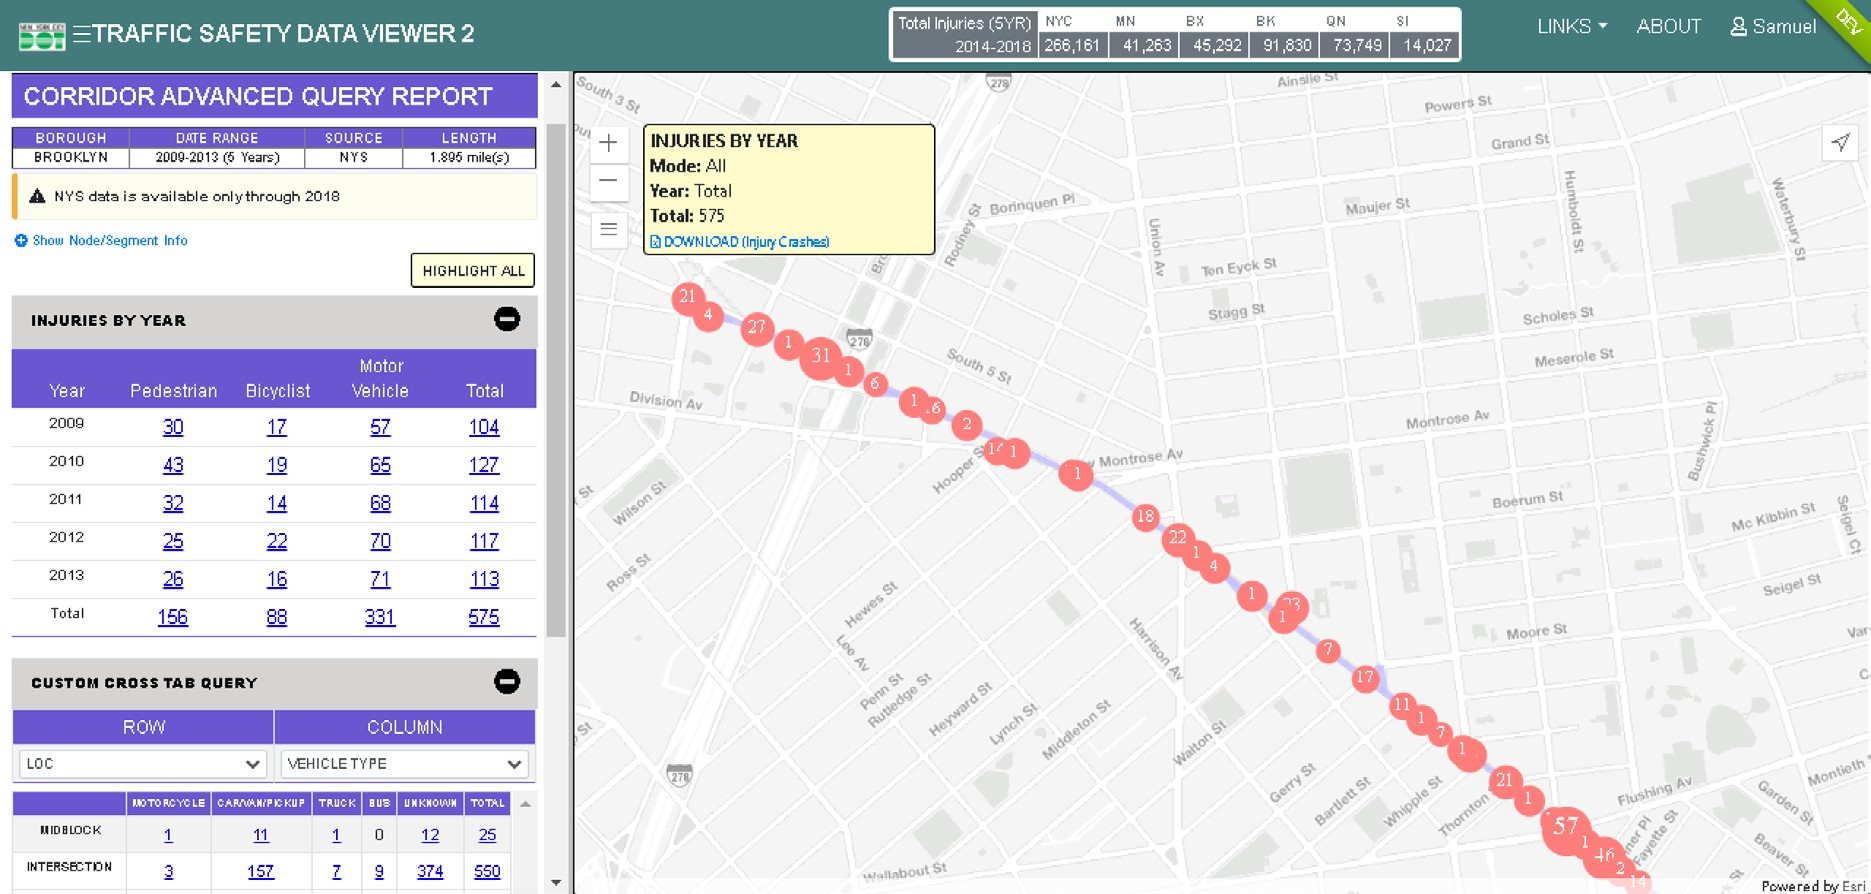 NEW YORK CITY
DOT
TRAFFIC SAFETY DATA VIEWER 2
Total Injuries (5YR) NYC MN BX BK QN SI
2014-2018 266,161 41,263 45,292 91,830 73,749 14,027
LINKS ABOUT Samuel
DEV
CORRIDOR ADVANCED QUERY REPORT
BOROUGH DATE RANGE SOURCE LENGTH
BROOKLYN 2009-2013 (5 Years) NYS 1.895 mile(s)
NYS data is available only through 2018
Show Node/Segment Info
HIGHLIGHT ALL
INJURIES BY YEAR
Year Pedestrian Bicyclist Motor Vehicle Total
2009 30 17 57 104
2010 43 19 65 127
2011 32 14 68 114
2012 25 22 70 117
2013 26 16 71 113
Total 156 88 331 575
CUSTOM CROSS TAB QUERY
ROW COLUMN
LOC VEHICLE TYPE
MOTORCYCLE CAR/VAN/PICKUP TRUCK BUS UNKNOWN TOTAL
MIDBLOCK 1 11 1 0 12 25
INTERSECTION 3 157 7 9 374 550
INJURIES BY YEAR
Mode: All
Year: Total
Total: 575
DOWNLOAD (Injury Crashes)
South 3 St
278
Ainslie St
Powers St
Grand St
Borinquen Pl
Rodney St
Maujer St
Humboldt St
Waterbury St
Union Av
Ten Eyck St
Stagg St
Scholes St
Meserole St
21
4
27
1
31
278
1
6
South 5 St
Division Av
1
2
Montrose Av
Bushwick Pl
Hooper S
1
1
Montrose Av
Wilson St
Boerum St
Mc Kibbin St
Seigel Ct
18
22
1
4
Ross St
Hewes St
1
1
Seigel St
Lee Av
Harrison Av
Moore St
7
17
Penn St
Rutledge St
Heyward St
Lynch St
Middleton St
Walton St
11
1
7
1
278
Gerry St
Bartlett St
Whipple St
Thornton
21
1
Flushing Av
Montieth
Garden St
57
1
46
2
14
Fayette St
Beaver St
Wallabout St
Powered by Esri